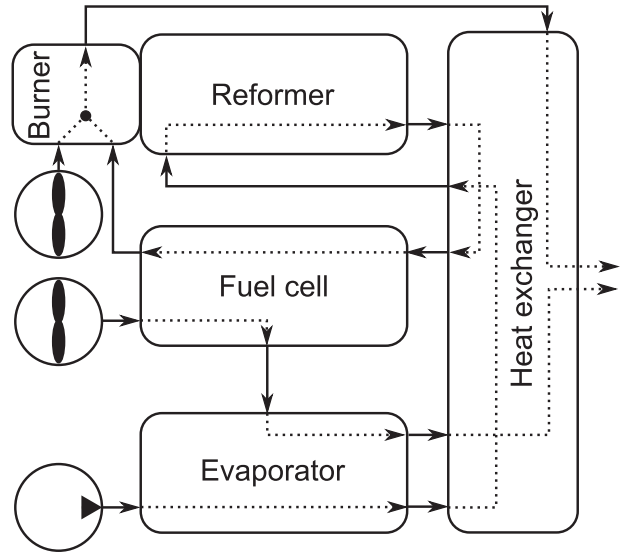 Burner
Reformer
Fuel cell
Heat exchanger
Evaporator